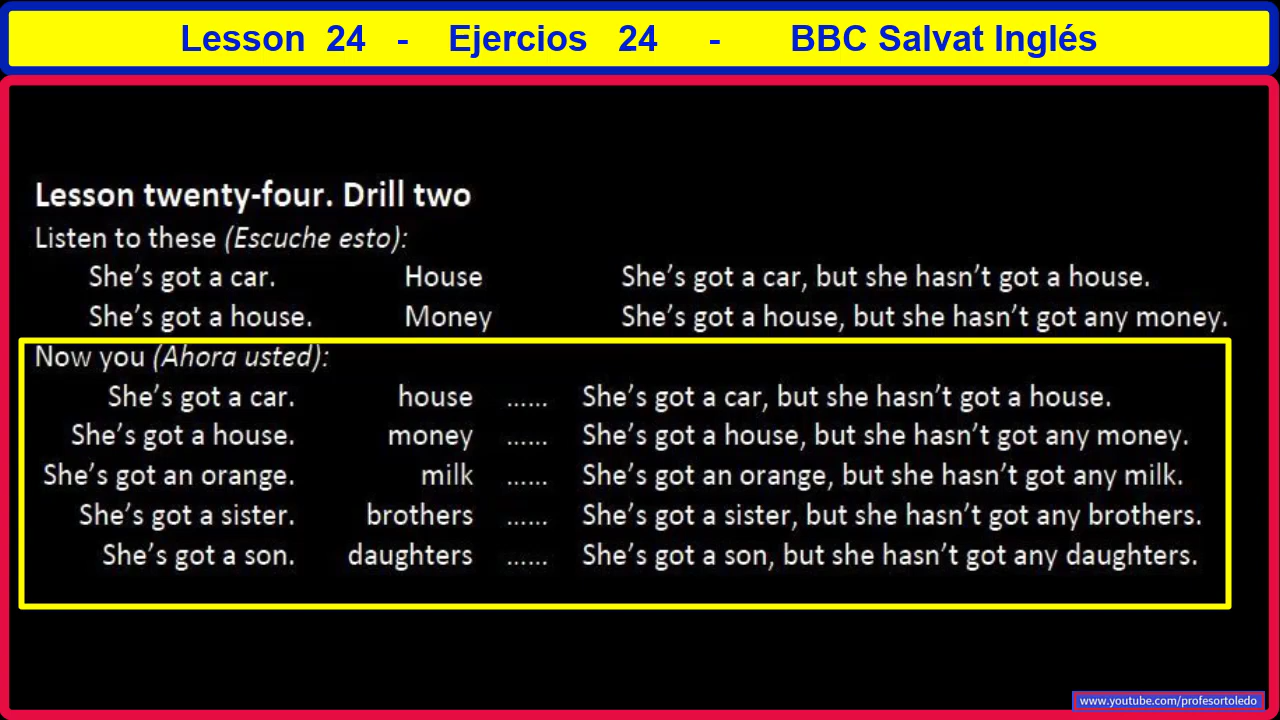 Lesson 24 - Ejercios 24 - BBC Salvat Inglés
Lesson twenty-four. Drill two
Listen to these (Escuche esto):
She’s got a car. House She’s got a car, but she hasn’t got a house.
She’s got a house. Money She’s got a house, but she hasn’t got any money.
Now you (Ahora usted):
She’s got a car. house ...... She’s got a car, but she hasn’t got a house.
She’s got a house. money ...... She’s got a house, but she hasn’t got any money.
She’s got an orange. milk ...... She’s got an orange, but she hasn’t got any milk.
She’s got a sister. brothers ...... She’s got a sister, but she hasn’t got any brothers.
She’s got a son. daughters ...... She’s got a son, but she hasn’t got any daughters.
www.youtube.com/profesortoledo